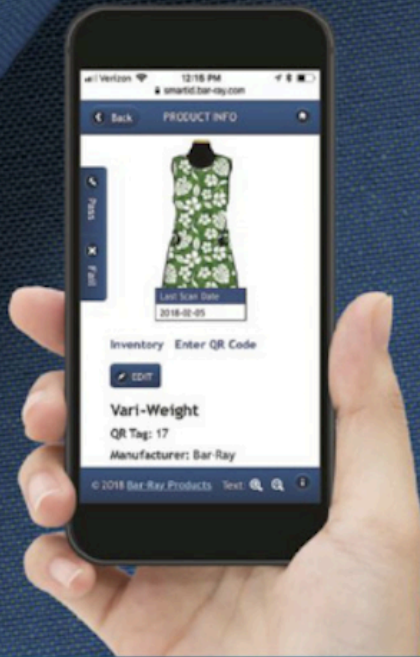 Verizon 12:15 PM
smartid.bar-ray.com
Back PRODUCT INFO
Pass
Fail
Last Scan Date
2018-02-05
Inventory Enter QR Code
EDIT
Vari-Weight
QR Tag: 17
Manufacturer: Bar-Ray
© 2018 Bar-Ray Products Text